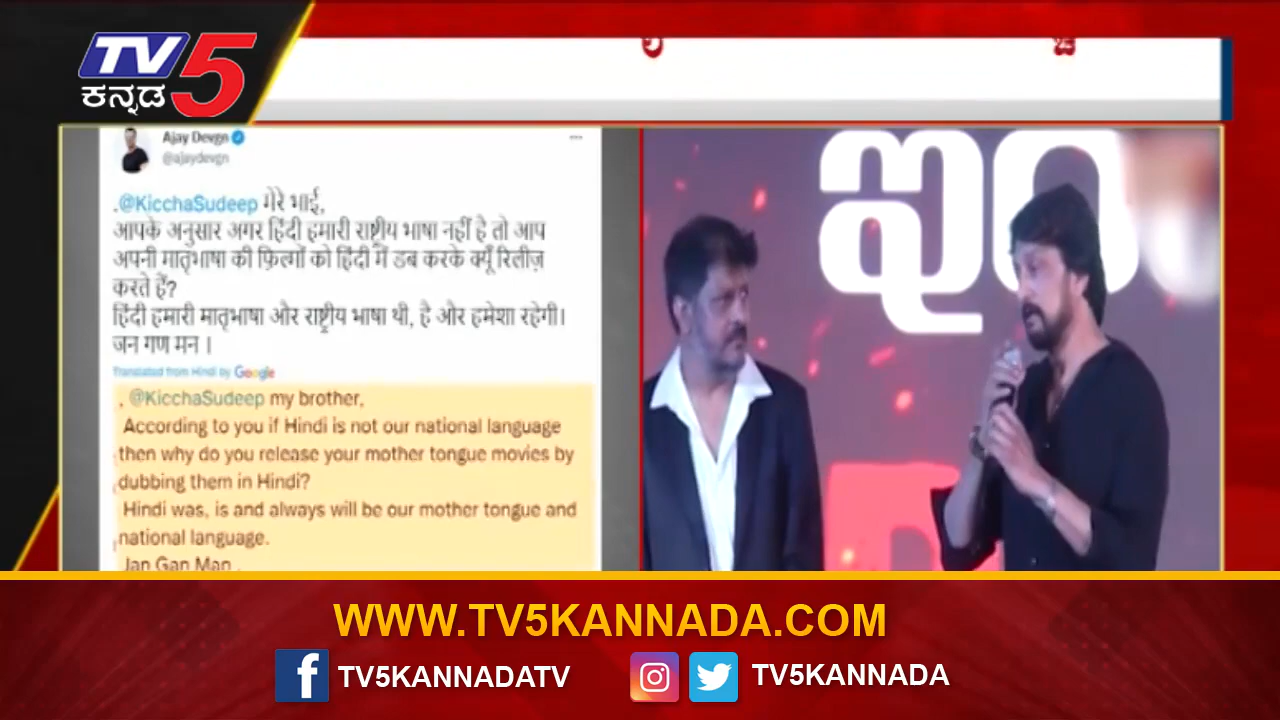 TV5
ಕನ್ನಡ
Ajay Devgn
@ajaydevgn
.@KicchaSudeep मेरे भाई,
आपके अनुसार अगर हिंदी हमारी राष्ट्रीय भाषा नहीं है तो आप
अपनी मातृभाषा की फ़िल्मों को हिंदी में डब करके क्यूँ रिलीज़
करते हैं?
हिंदी हमारी मातृभाषा और राष्ट्रीय भाषा थी, है और हमेशा रहेगी।
जन गण मन ।
Translated from Hindi by Google
. @KicchaSudeep my brother,
According to you if Hindi is not our national language
then why do you release your mother tongue movies by
dubbing them in Hindi?
Hindi was, is and always will be our mother tongue and
national language.
Jan Gan Man .
WWW.TV5KANNADA.COM
TV5KANNADATV
TV5KANNADA